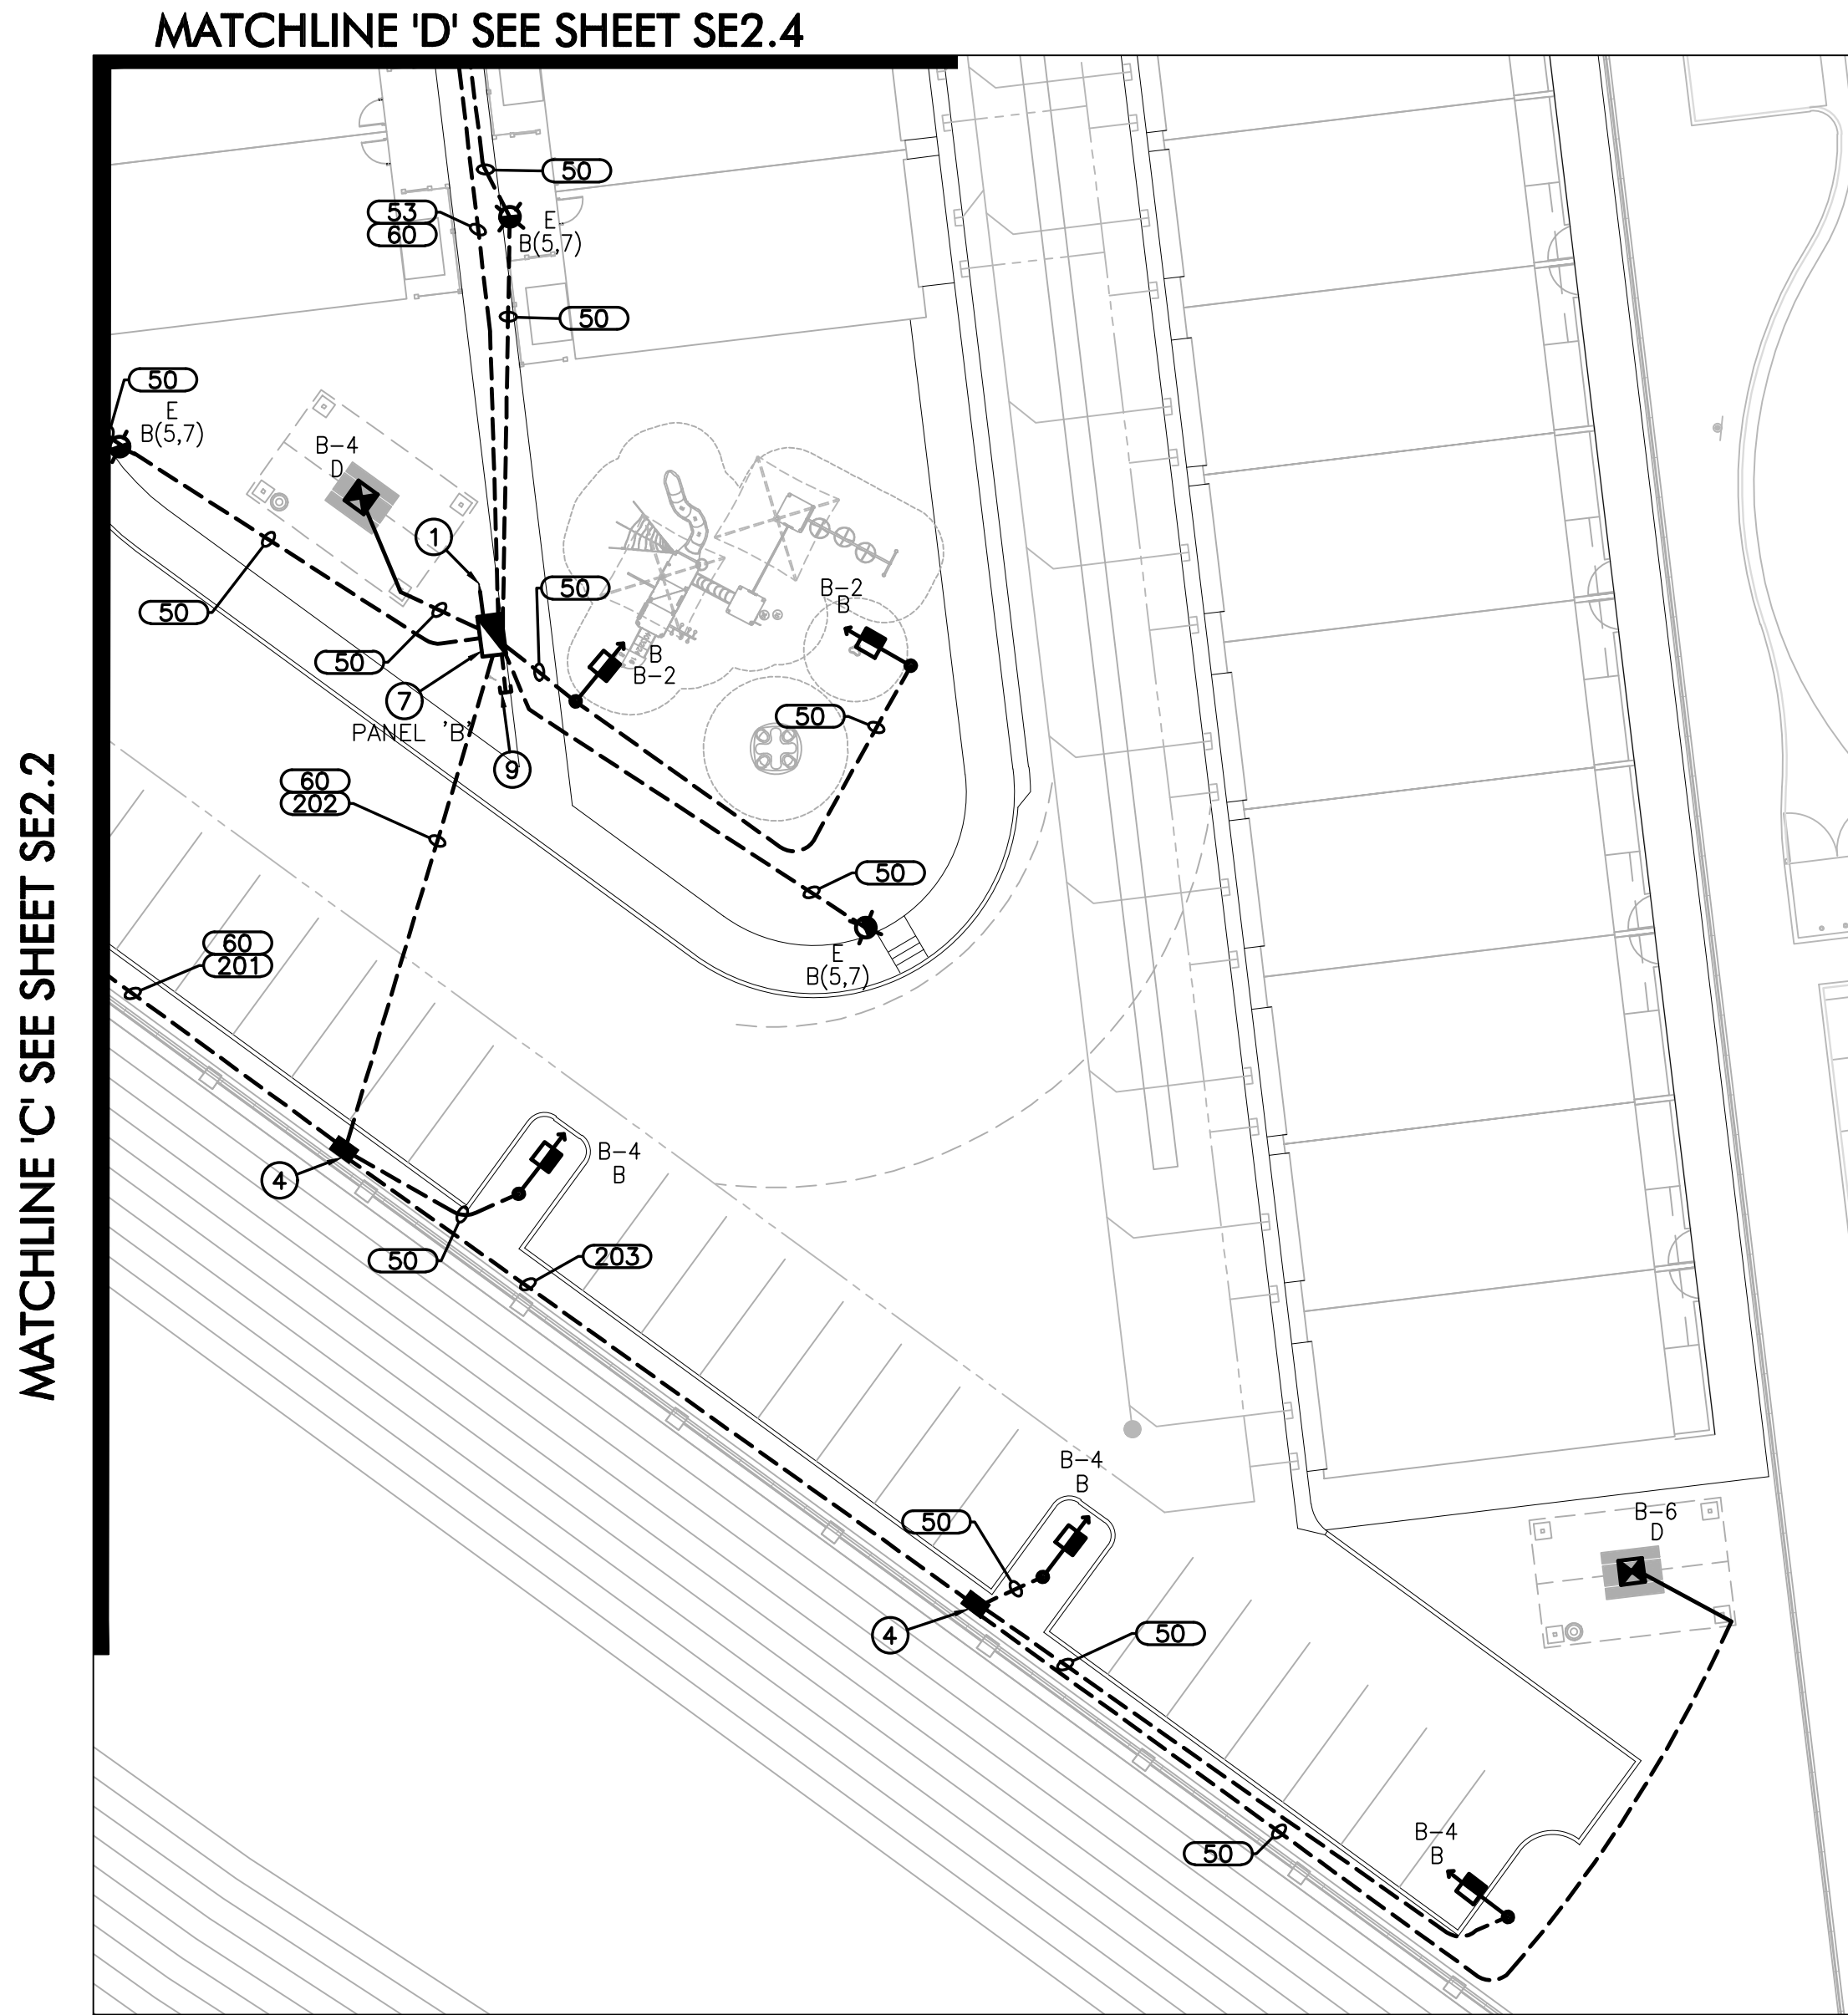 MATCHLINE 'D' SEE SHEET SE2.4
50
53
60
E
B(5,7)
50
50
E
B(5,7)
B-4
D
1
50
50
B-2
B
50
B
B-2
7
PANEL 'B'
50
9
60
202
50
60
201
E
B(5,7)
MATCHLINE 'C' SEE SHEET SE2.2
B-4
B
4
50
203
B-4
B
50
B-6
D
4
50
B-4
B
50